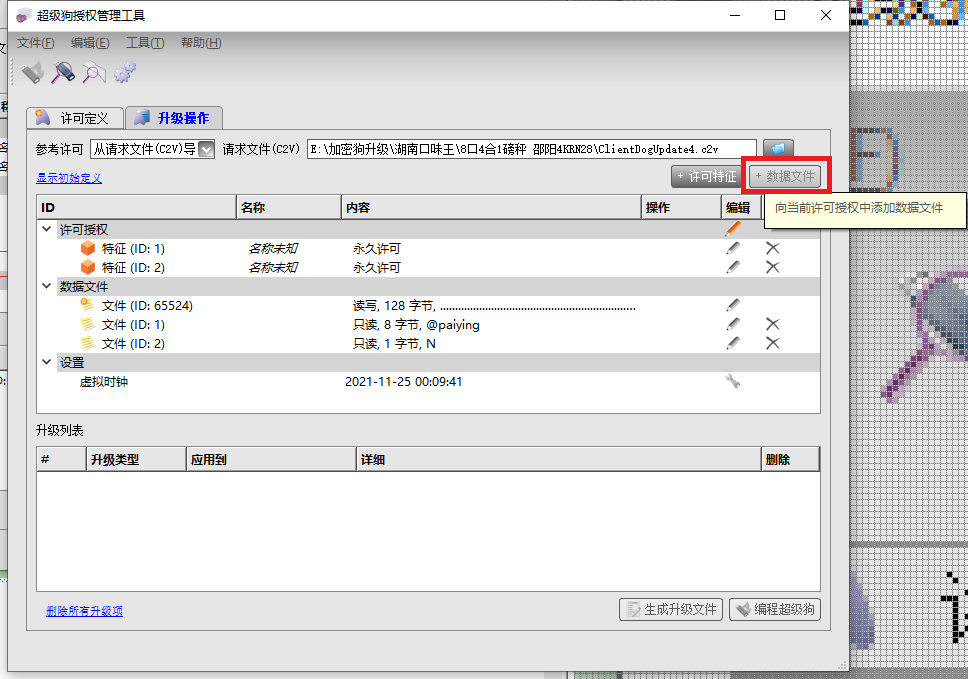 超级狗授权管理工具
文件(F) 编辑(E) 工具(T) 帮助(H)
许可定义 升级操作
参考许可 从请求文件(C2V)导 请求文件(C2V) E:\加密狗升级\湖南口味王\8口4合1磅秤 邵阳4KRN28\ClientDogUpdate4.c2v
显示初始定义 + 许可特征 + 数据文件
向当前许可授权中添加数据文件
ID 名称 内容 操作 编辑
许可授权
特征 (ID: 1) 名称未知 永久许可
特征 (ID: 2) 名称未知 永久许可
数据文件
文件 (ID: 65524) 读写, 128 字节, ................................................................
文件 (ID: 1) 只读, 8 字节, @paiying
文件 (ID: 2) 只读, 1 字节, N
设置
虚拟时钟 2021-11-25 00:09:41
升级列表
# 升级类型 应用到 详细 删除
删除所有升级项 生成升级文件 编程超级狗